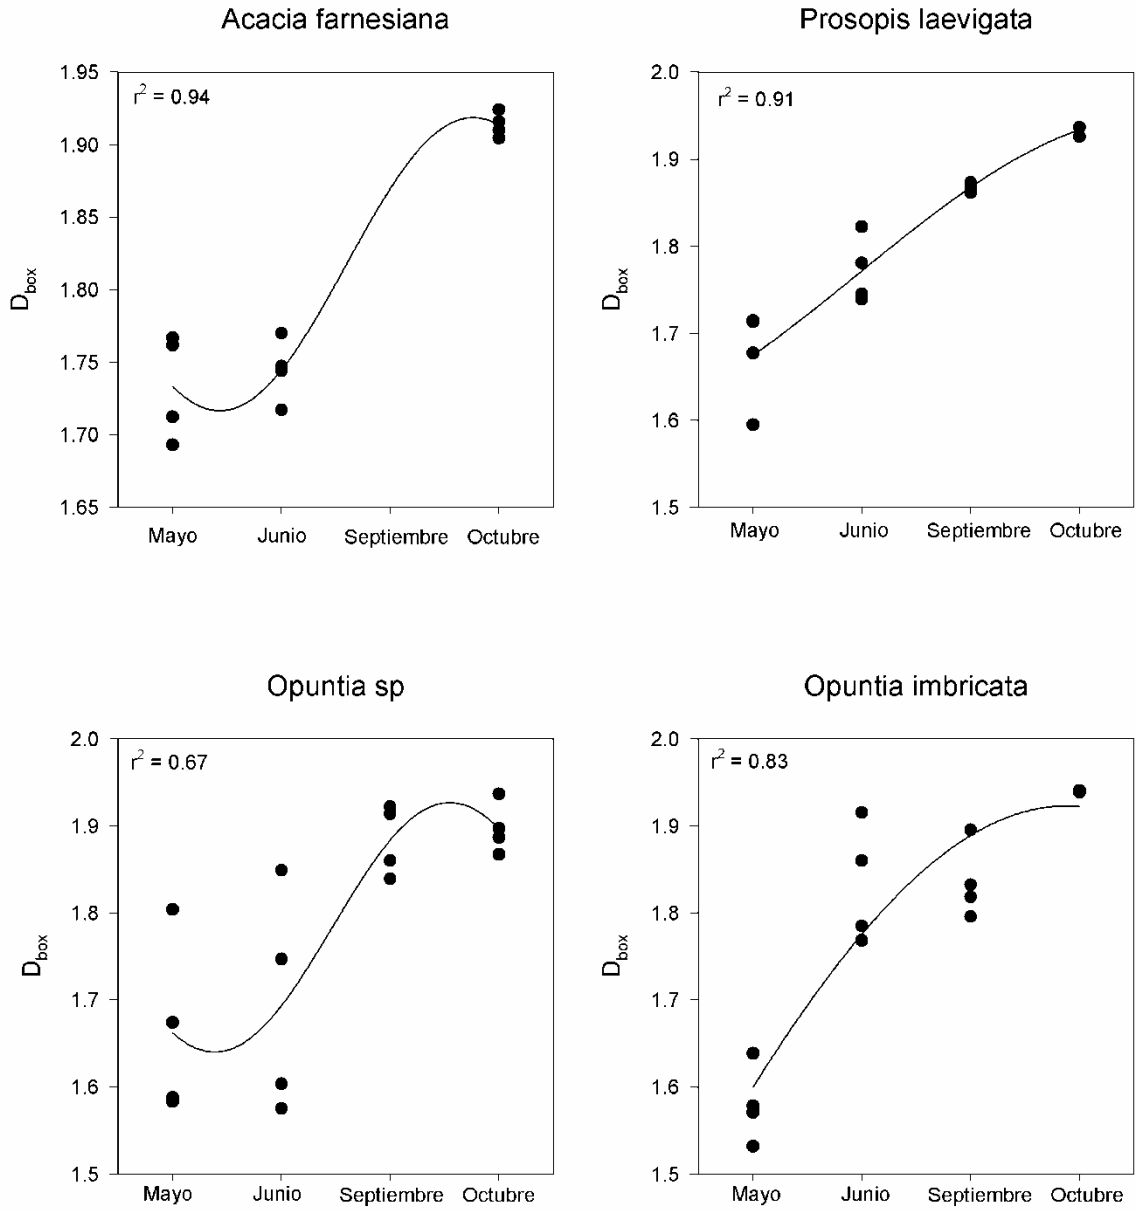 Acacia farnesiana
r² = 0.94
1.95
1.90
1.85
1.80
1.75
1.70
1.65
D_box
Mayo Junio Septiembre Octubre
Prosopis laevigata
r² = 0.91
2.0
1.9
1.8
1.7
1.6
1.5
D_box
Mayo Junio Septiembre Octubre
Opuntia sp
r² = 0.67
2.0
1.9
1.8
1.7
1.6
1.5
D_box
Mayo Junio Septiembre Octubre
Opuntia imbricata
r² = 0.83
2.0
1.9
1.8
1.7
1.6
1.5
D_box
Mayo Junio Septiembre Octubre